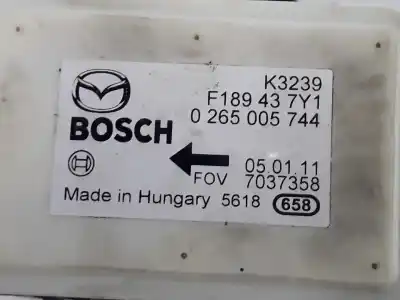 K3239
F189 43 7Y1
BOSCH
0 265 005 744
05.01.11
FOV 7037358
Made in Hungary 5618 658